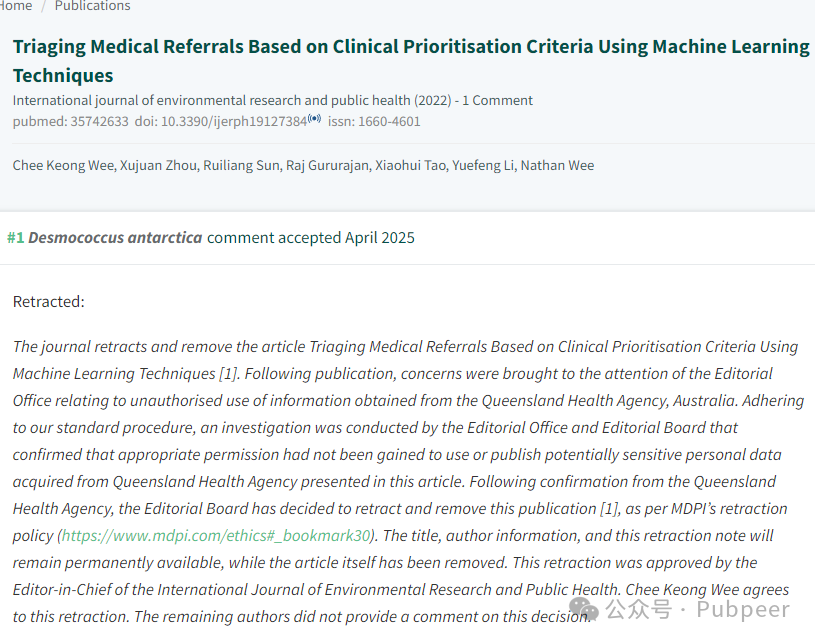 Home / Publications
Triaging Medical Referrals Based on Clinical Prioritisation Criteria Using Machine Learning
Techniques
International journal of environmental research and public health (2022) - 1 Comment
pubmed: 35742633 doi: 10.3390/ijerph19127384 issn: 1660-4601
Chee Keong Wee, Xujuan Zhou, Ruiliang Sun, Raj Gururajan, Xiaohui Tao, Yuefeng Li, Nathan Wee
#1 Desmococcus antarctica comment accepted April 2025
Retracted:
The journal retracts and remove the article Triaging Medical Referrals Based on Clinical Prioritisation Criteria Using
Machine Learning Techniques [1]. Following publication, concerns were brought to the attention of the Editorial
Office relating to unauthorised use of information obtained from the Queensland Health Agency, Australia. Adhering
to our standard procedure, an investigation was conducted by the Editorial Office and Editorial Board that
confirmed that appropriate permission had not been gained to use or publish potentially sensitive personal data
acquired from Queensland Health Agency presented in this article. Following confirmation from the Queensland
Health Agency, the Editorial Board has decided to retract and remove this publication [1], as per MDPI's retraction
policy (https://www.mdpi.com/ethics#_bookmark30). The title, author information, and this retraction note will
remain permanently available, while the article itself has been removed. This retraction was approved by the
Editor-in-Chief of the International Journal of Environmental Research and Public Health. Chee Keong Wee agrees
to this retraction. The remaining authors did not provide a comment on this decision.
公众号 · Pubpeer